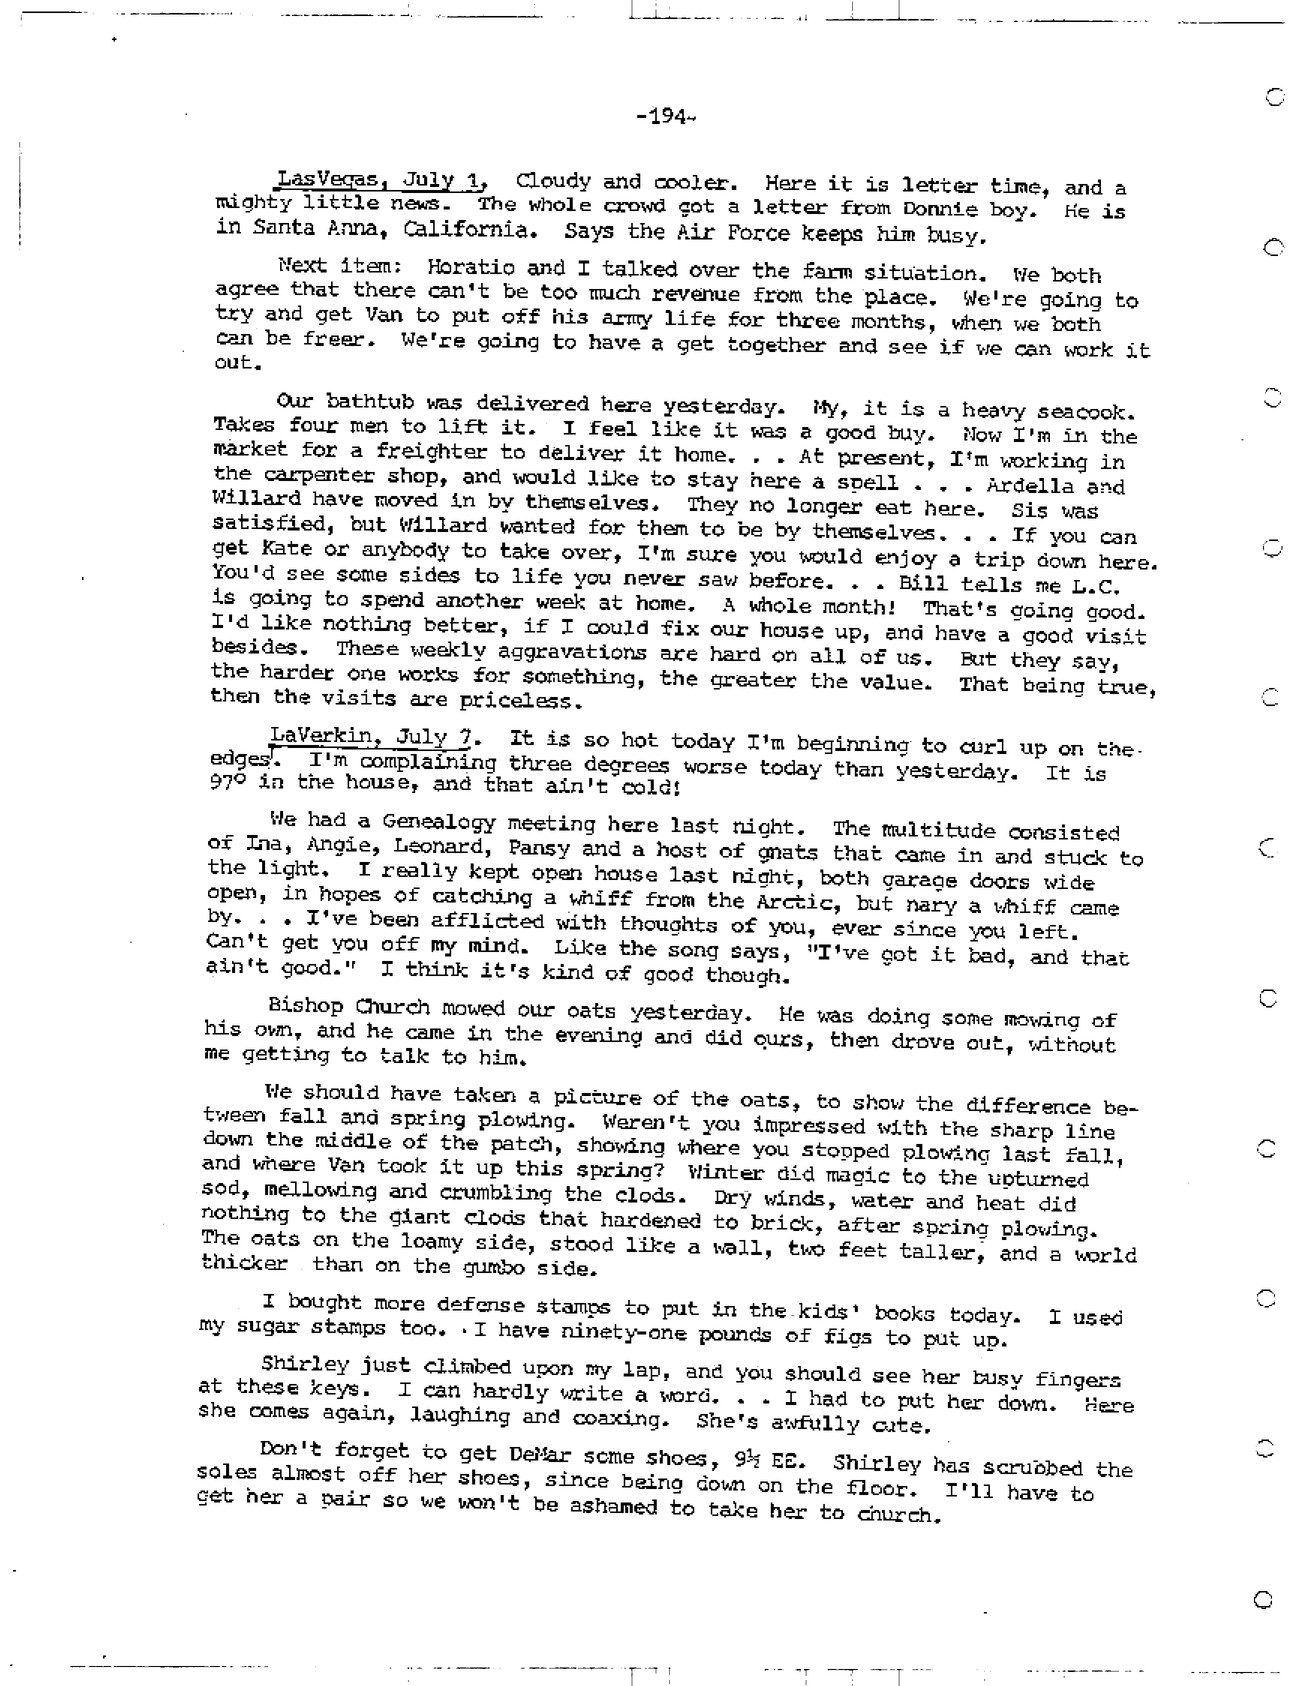 -194-
LasVegas, July 1, Cloudy and cooler. Here it is letter time, and a
mighty little news. The whole crowd got a letter from Donnie boy. He is
in Santa Anna, California. Says the Air Force keeps him busy.
Next item: Horatio and I talked over the farm situation. We both
agree that there can't be too much revenue from the place. We're going to
try and get Van to put off his army life for three months, when we both
can be freer. We're going to have a get together and see if we can work it
out.
Our bathtub was delivered here yesterday. My, it is a heavy seacook.
Takes four men to lift it. I feel like it was a good buy. Now I'm in the
market for a freighter to deliver it home. . . At present, I'm working in
the carpenter shop, and would like to stay here a spell . . . Ardella and
Willard have moved in by themselves. They no longer eat here. Sis was
satisfied, but Willard wanted for them to be by themselves. . . If you can
get Kate or anybody to take over, I'm sure you would enjoy a trip down here.
You'd see some sides to life you never saw before. . . Bill tells me L.C.
is going to spend another week at home. A whole month! That's going good.
I'd like nothing better, if I could fix our house up, and have a good visit
besides. These weekly aggravations are hard on all of us. But they say,
the harder one works for something, the greater the value. That being true,
then the visits are priceless.
LaVerkin, July 7. It is so hot today I'm beginning to curl up on the
edges. I'm complaining three degrees worse today than yesterday. It is
97° in the house, and that ain't cold!
We had a Genealogy meeting here last night. The multitude consisted
of Ina, Angie, Leonard, Pansy and a host of gnats that came in and stuck to
the light. I really kept open house last night, both garage doors wide
open, in hopes of catching a whiff from the Arctic, but nary a whiff came
by. . . I've been afflicted with thoughts of you, ever since you left.
Can't get you off my mind. Like the song says, "I've got it bad, and that
ain't good." I think it's kind of good though.
Bishop Church mowed our oats yesterday. He was doing some mowing of
his own, and he came in the evening and did ours, then drove out, without
me getting to talk to him.
We should have taken a picture of the oats, to show the difference be-
tween fall and spring plowing. Weren't you impressed with the sharp line
down the middle of the patch, showing where you stopped plowing last fall,
and where Van took it up this spring? Winter did magic to the upturned
sod, mellowing and crumbling the clods. Dry winds, water and heat did
nothing to the giant clods that hardened to brick, after spring plowing.
The oats on the loamy side, stood like a wall, two feet taller, and a world
thicker than on the gumbo side.
I bought more defense stamps to put in the kids' books today. I used
my sugar stamps too. I have ninety-one pounds of figs to put up.
Shirley just climbed upon my lap, and you should see her busy fingers
at these keys. I can hardly write a word. . . I had to put her down. Here
she comes again, laughing and coaxing. She's awfully cute.
Don't forget to get DeMar some shoes, 9½ EE. Shirley has scrubbed the
soles almost off her shoes, since being down on the floor. I'll have to
get her a pair so we won't be ashamed to take her to church.